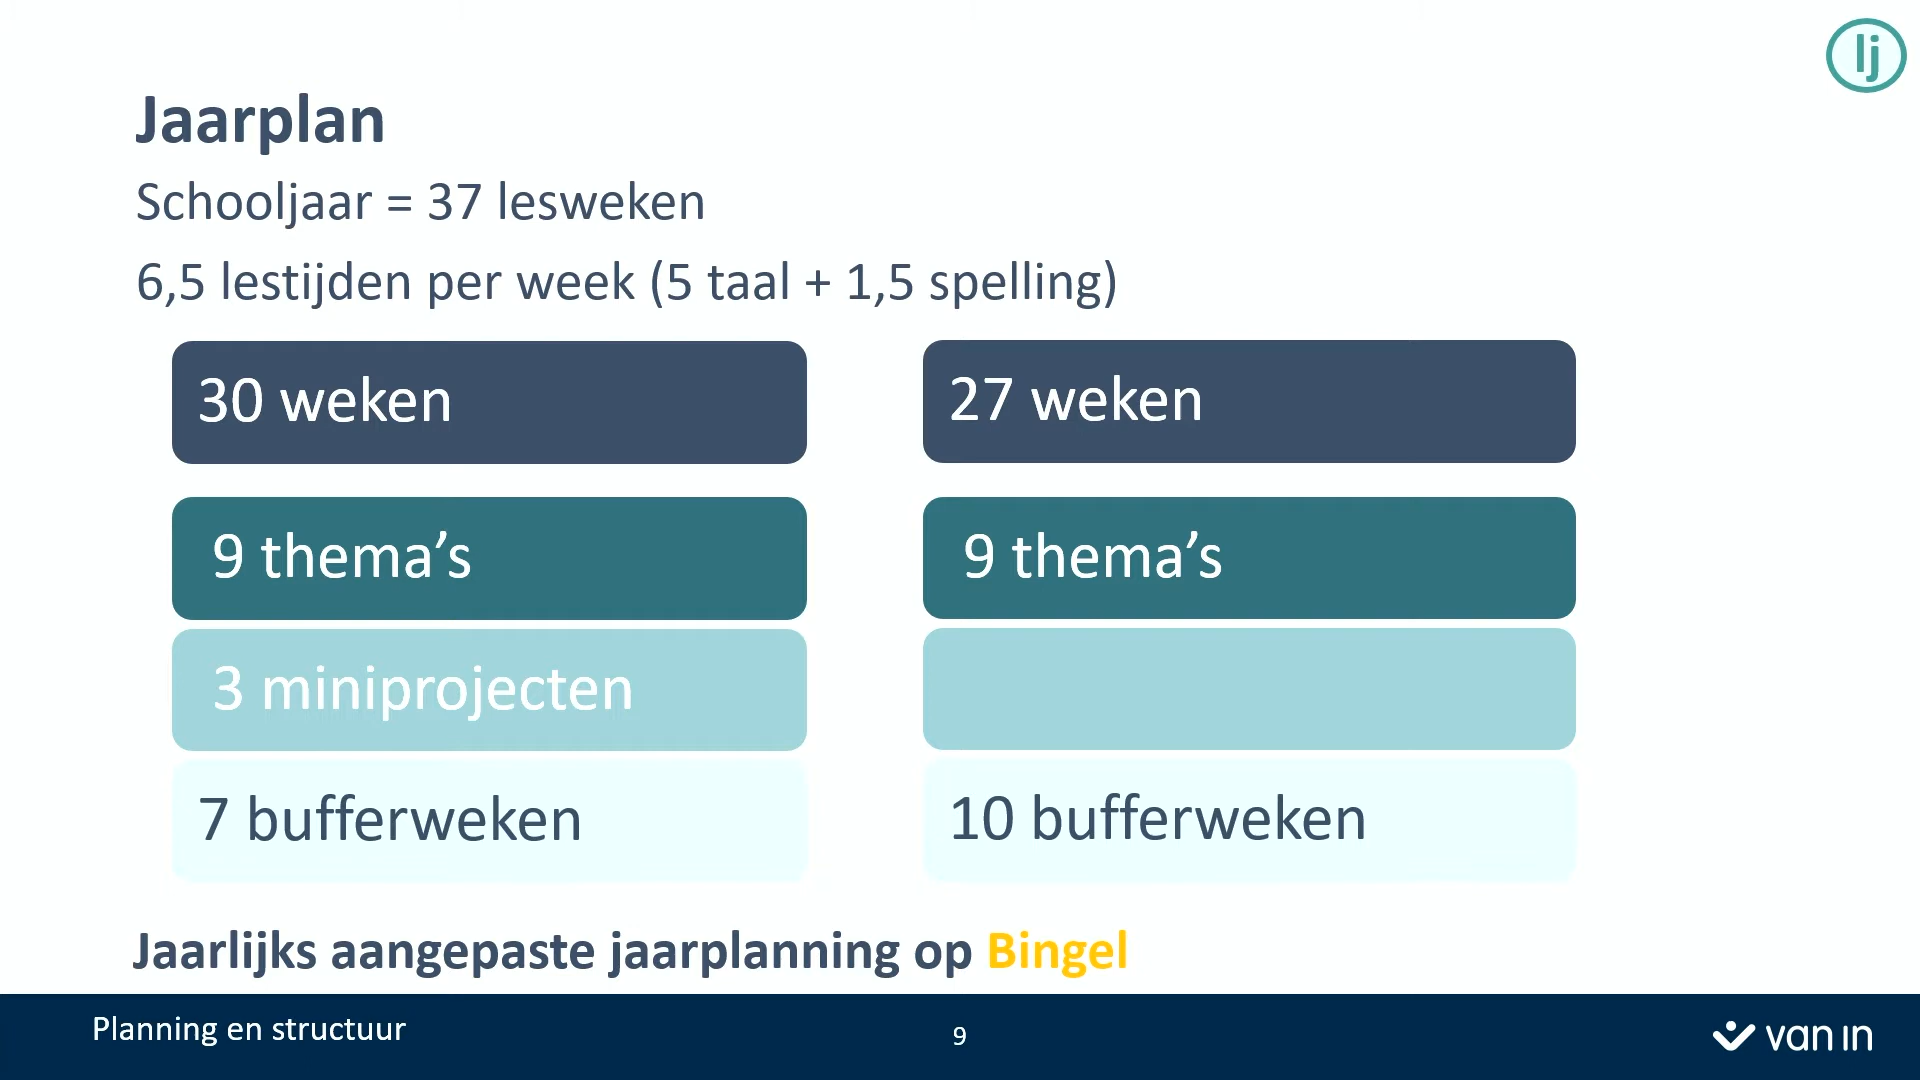 lj
Jaarplan
Schooljaar = 37 lesweken
6,5 lestijden per week (5 taal + 1,5 spelling)
30 weken
9 thema’s
3 miniprojecten
7 bufferweken
27 weken
9 thema’s
10 bufferweken
Jaarlijks aangepaste jaarplanning op Bingel
Planning en structuur
9
van in